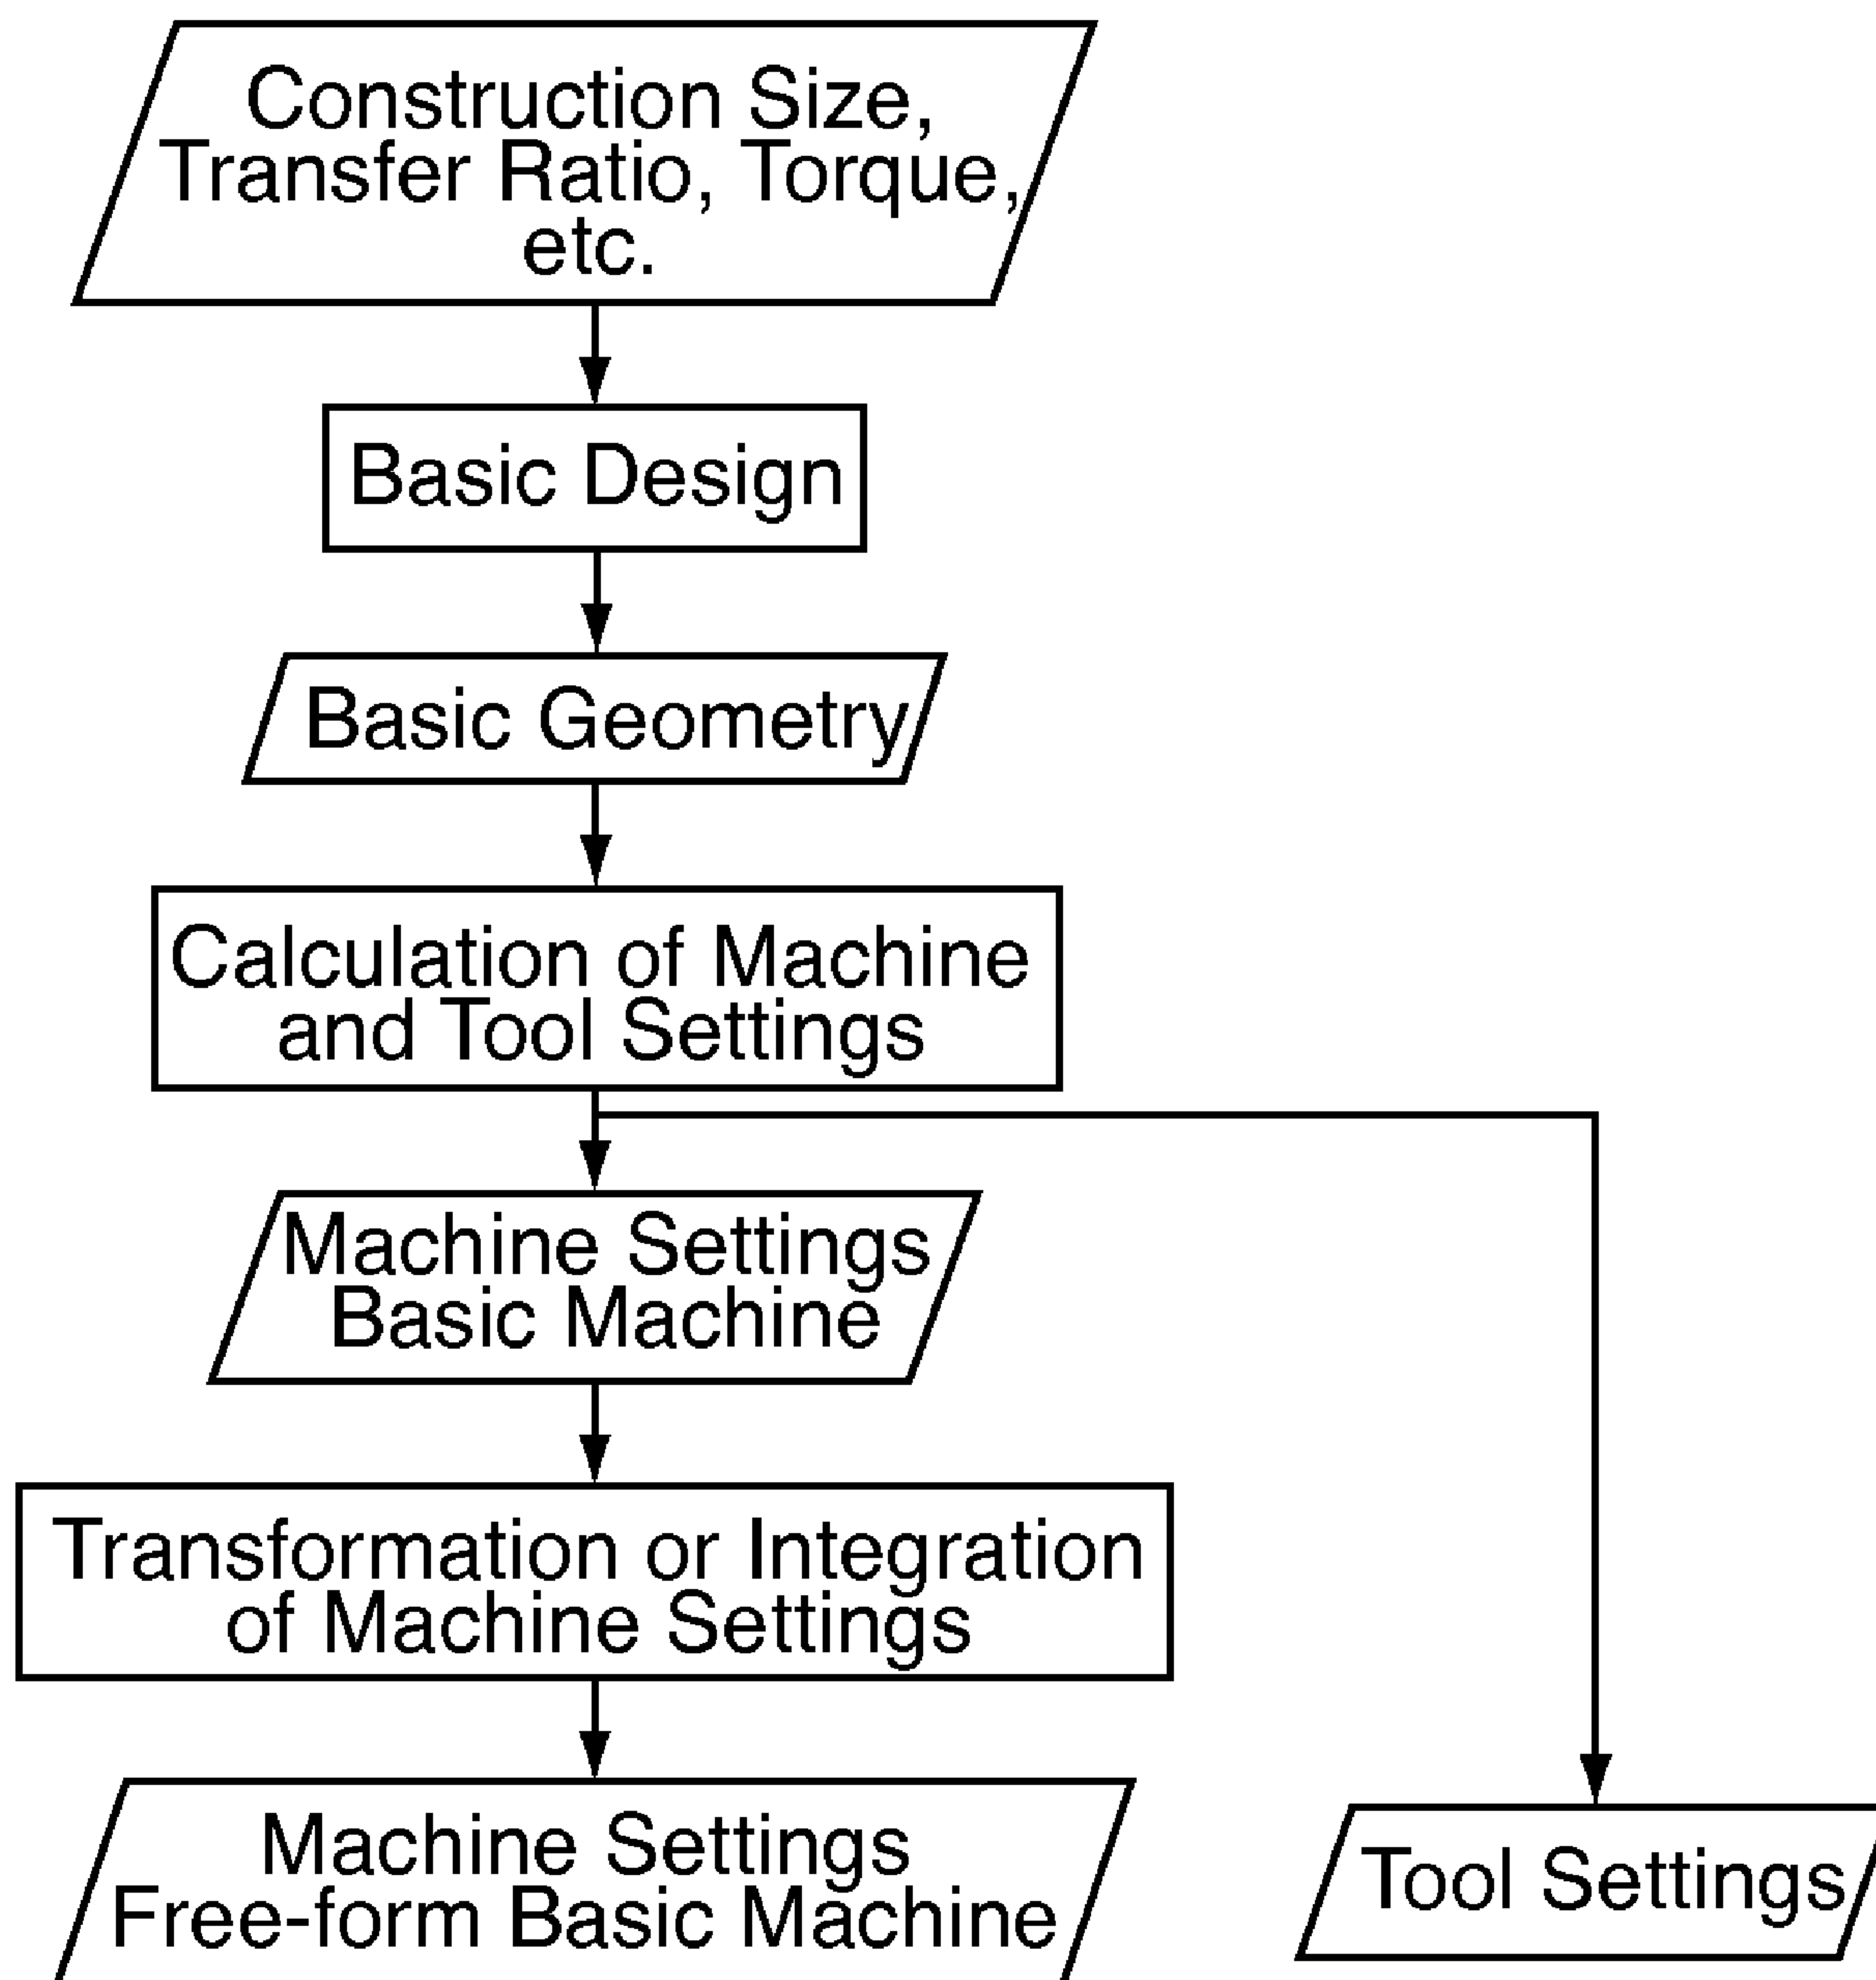 Construction Size,
Transfer Ratio, Torque,
etc.
Basic Design
Basic Geometry
Calculation of Machine
and Tool Settings
Machine Settings
Basic Machine
Transformation or Integration
of Machine Settings
Machine Settings
Free-form Basic Machine
Tool Settings